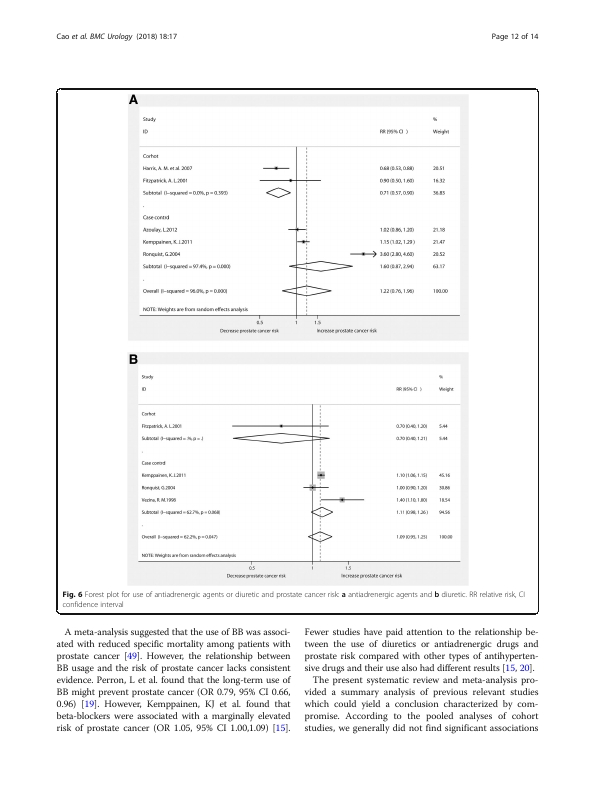 Cao et al. BMC Urology (2018) 18:17 Page 12 of 14
A
Study %
ID RR (95% CI ) Weight
Corhot
Harris, A. M. et al. 2007 0.68 (0.53, 0.88) 20.51
Fitzpatrick, A. L.2001 0.90 (0.50, 1.60) 16.32
Subtotal (I-squared = 0.0%, p = 0.393) 0.71 (0.57, 0.90) 36.83
.
Case control
Azoulay, L.2012 1.02 (0.86, 1.20) 21.18
Kemppainen, K. J.2011 1.15 (1.02, 1.29 ) 21.47
Ronquist, G.2004 3.60 (2.80, 4.60) 20.52
Subtotal (I-squared = 97.4%, p = 0.000) 1.60 (0.87, 2.94) 63.17
.
Overall (I-squared = 96.0%, p = 0.000) 1.22 (0.76, 1.96) 100.00
NOTE: Weights are from random effects analysis
0.5 1 1.5
Decrease prostate cancer risk Increase prostate cancer risk
B
Study %
ID RR (95% CI ) Weight
Corhot
Fitzpatrick, A. L.2001 0.70 (0.40, 1.20) 5.44
Subtotal (I-squared = .%, p = .) 0.70 (0.40, 1.21) 5.44
.
Case control
Kemppainen, K. J.2011 1.10 (1.06, 1.15) 45.16
Ronquist, G.2004 1.00 (0.90, 1.20) 30.86
Vezina, R. M.1998 1.40 (1.10, 1.80) 18.54
Subtotal (I-squared = 62.7%, p = 0.068) 1.11 (0.98, 1.26 ) 94.56
.
Overall (I-squared = 62.2%, p = 0.047) 1.09 (0.95, 1.25) 100.00
NOTE: Weights are from random effects analysis
0.5 1 1.5
Decrease prostate cancer risk Increase prostate cancer risk
Fig. 6 Forest plot for use of antiadrenergic agents or diuretic and prostate cancer risk. a antiadrenergic agents and b diuretic. RR relative risk, CI
confidence interval
A meta-analysis suggested that the use of BB was associ-
ated with reduced specific mortality among patients with
prostate cancer [49]. However, the relationship between
BB usage and the risk of prostate cancer lacks consistent
evidence. Perron, L et al. found that the long-term use of
BB might prevent prostate cancer (OR 0.79, 95% CI 0.66,
0.96) [19]. However, Kemppainen, KJ et al. found that
beta-blockers were associated with a marginally elevated
risk of prostate cancer (OR 1.05, 95% CI 1.00,1.09) [15].
Fewer studies have paid attention to the relationship be-
tween the use of diuretics or antiadrenergic drugs and
prostate risk compared with other types of antihyperten-
sive drugs and their use also had different results [15, 20].
The present systematic review and meta-analysis pro-
vided a summary analysis of previous relevant studies
which could yield a conclusion characterized by com-
promise. According to the pooled analyses of cohort
studies, we generally did not find significant associations